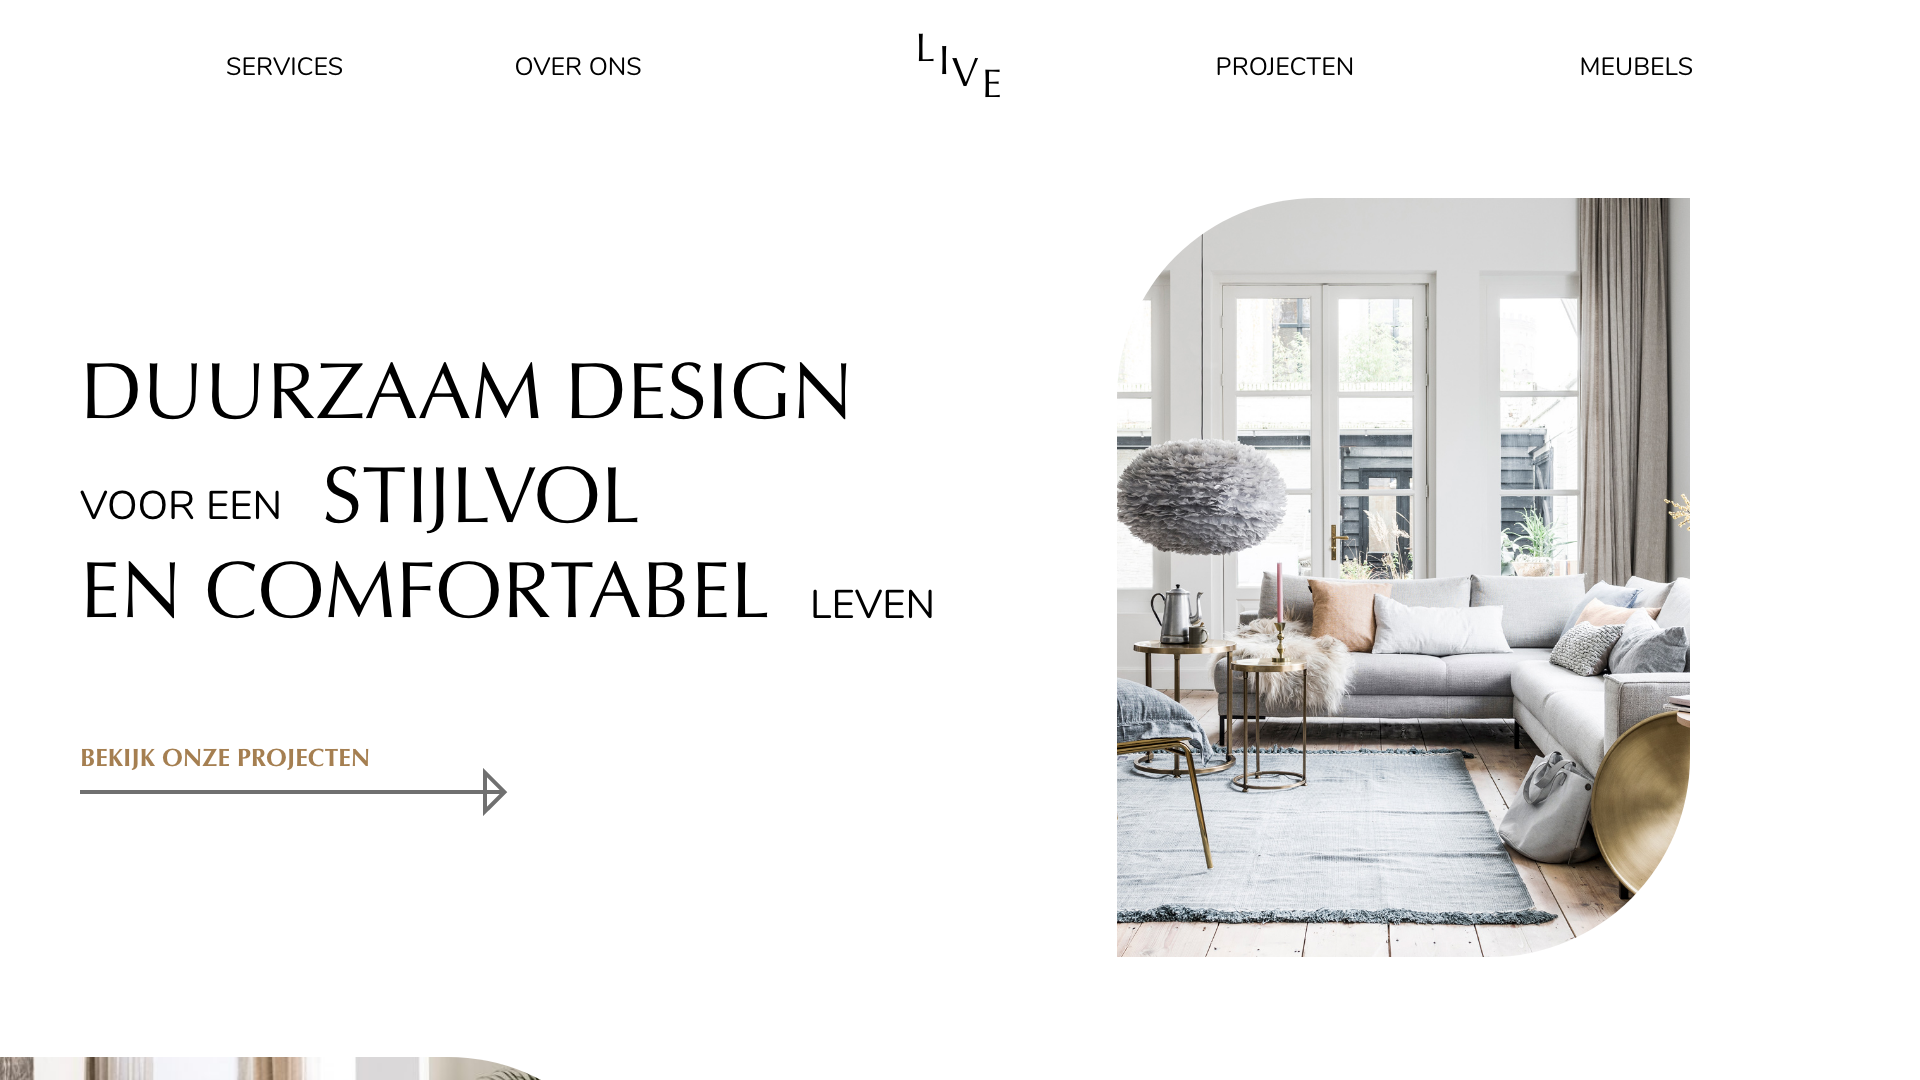 SERVICES
OVER ONS
LIVE
PROJECTEN
MEUBELS
DUURZAAM DESIGN
VOOR EEN STIJLVOL
EN COMFORTABEL LEVEN
BEKIJK ONZE PROJECTEN